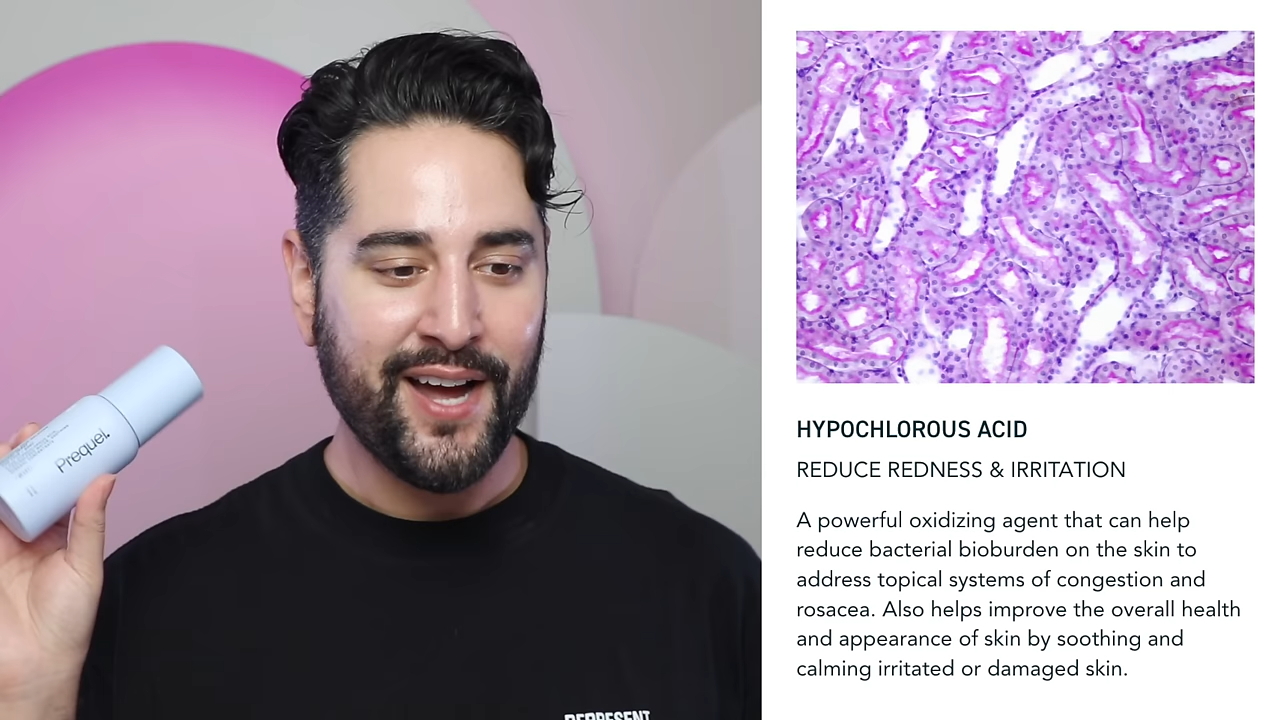 Prequel.
REPRESENT
HYPOCHLOROUS ACID
REDUCE REDNESS & IRRITATION
A powerful oxidizing agent that can help
reduce bacterial bioburden on the skin to
address topical systems of congestion and
rosacea. Also helps improve the overall health
and appearance of skin by soothing and
calming irritated or damaged skin.